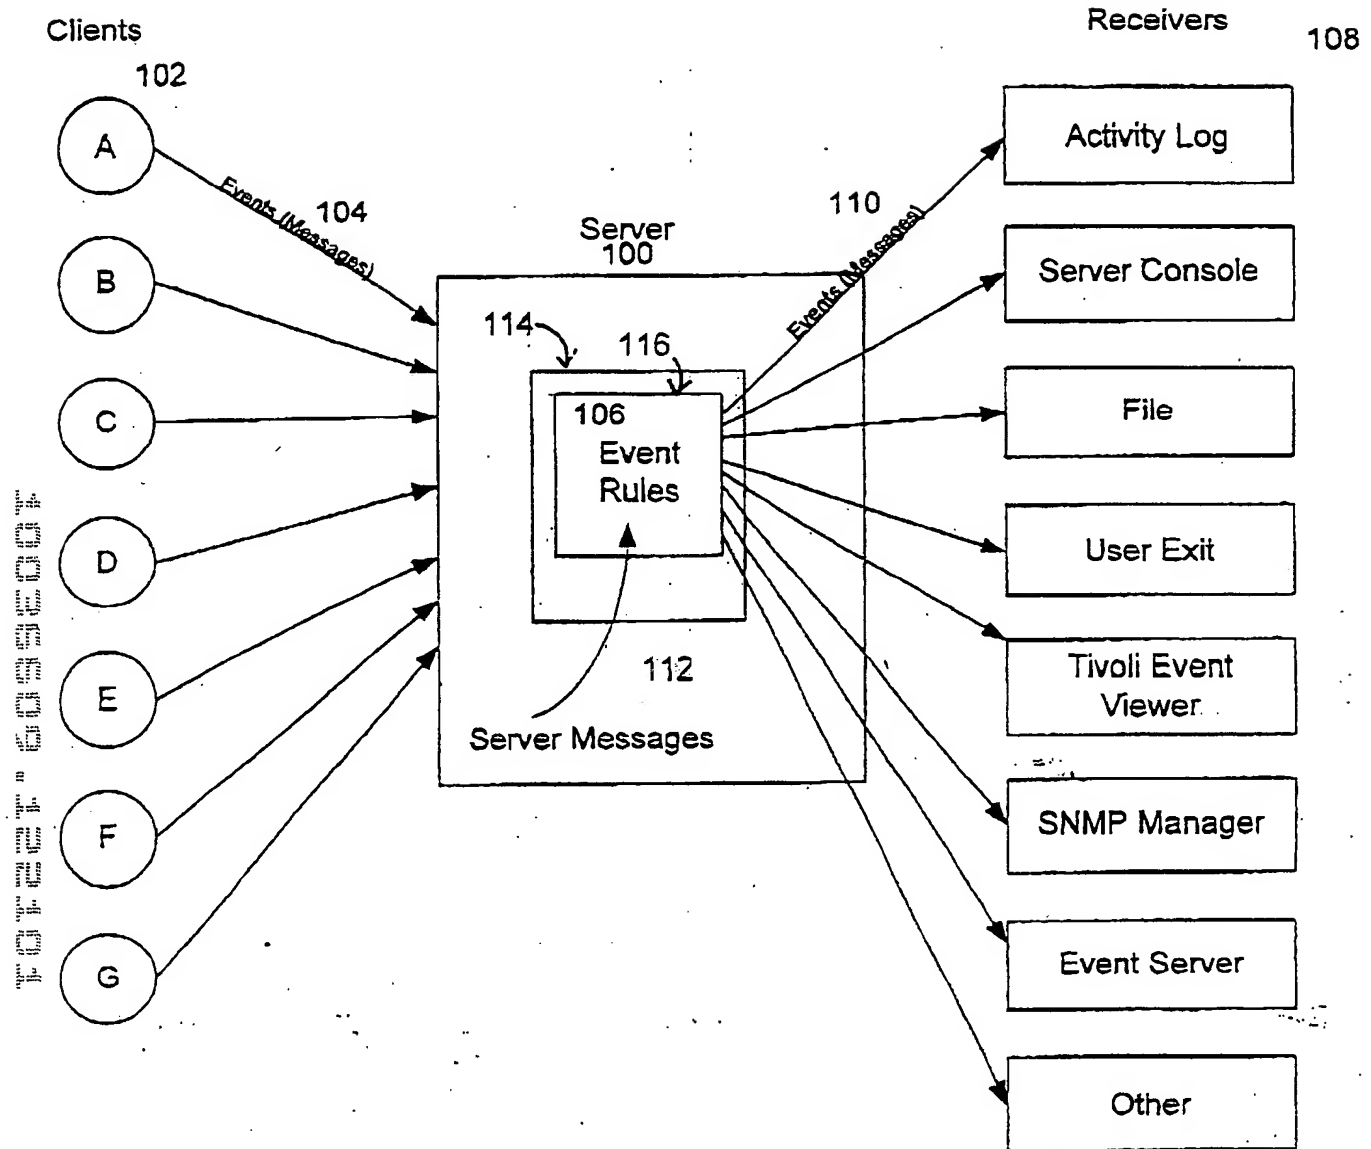 Clients
102
Receivers
108
A
B
C
D
E
F
G
Events (Messages)
104
Server
100
114
116
106
Event
Rules
112
Server Messages
110
Events (Messages)
Activity Log
Server Console
File
User Exit
Tivoli Event
Viewer
SNMP Manager
Event Server
Other